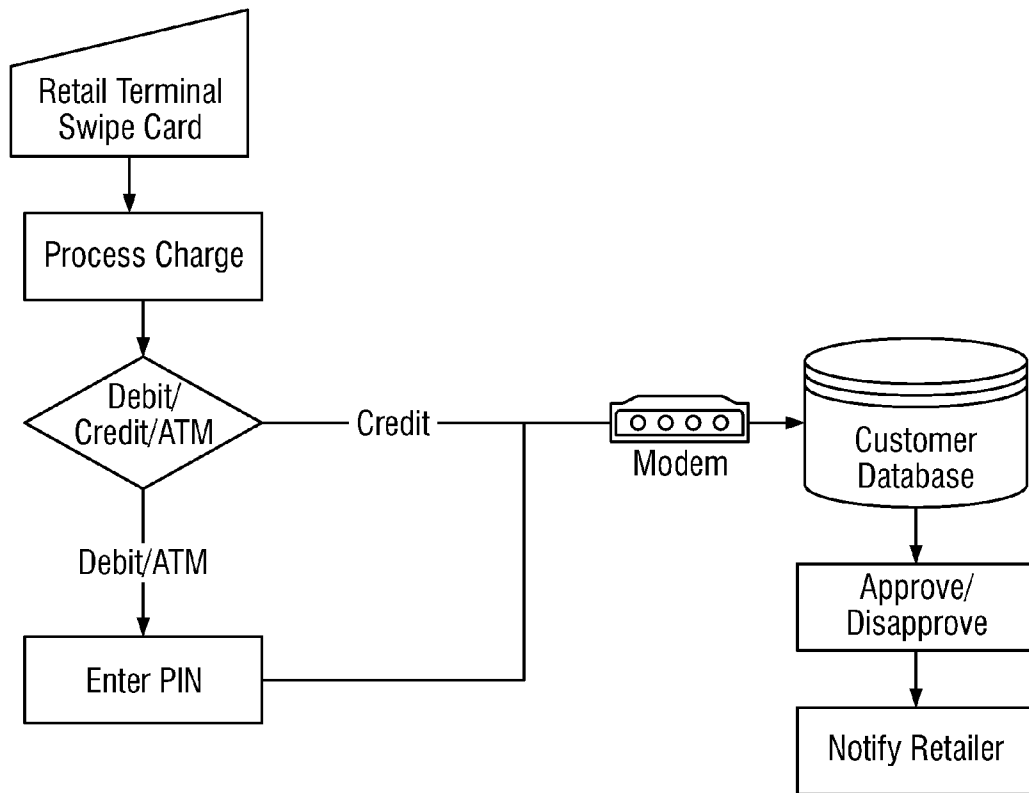 Retail Terminal
Swipe Card
Process Charge
Debit/
Credit/ATM
Credit
Modem
Customer
Database
Debit/ATM
Enter PIN
Approve/
Disapprove
Notify Retailer